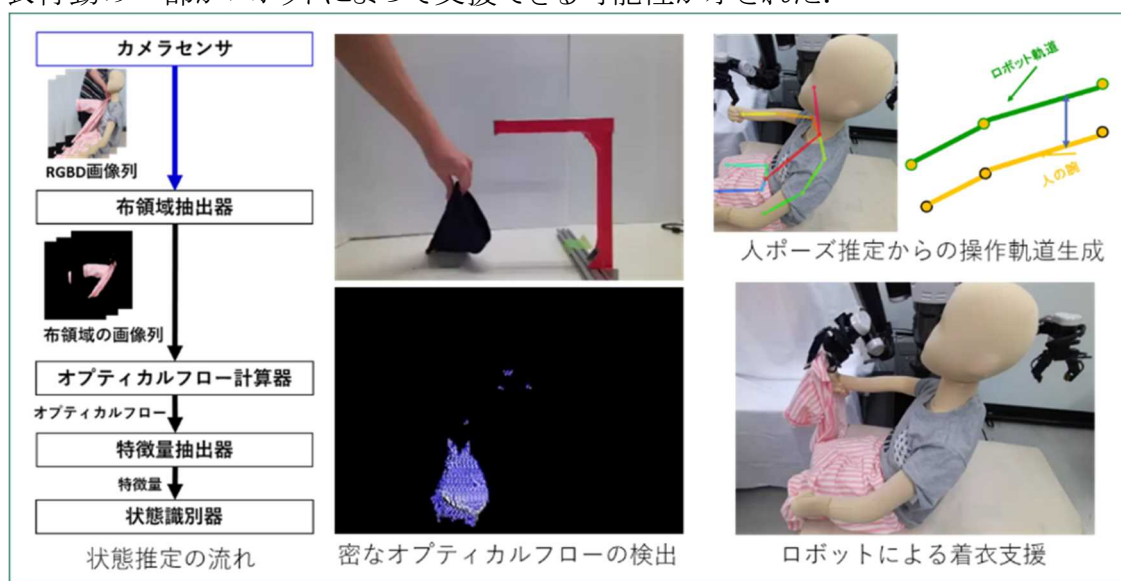 カメラセンサ
RGBD画像列
布領域抽出器
布領域の画像列
オプティカルフロー計算器
オプティカルフロー
特徴量抽出器
特徴量
状態識別器
状態推定の流れ
密なオプティカルフローの検出
ロボット軌道
人の腕
人ポーズ推定からの操作軌道生成
ロボットによる着衣支援